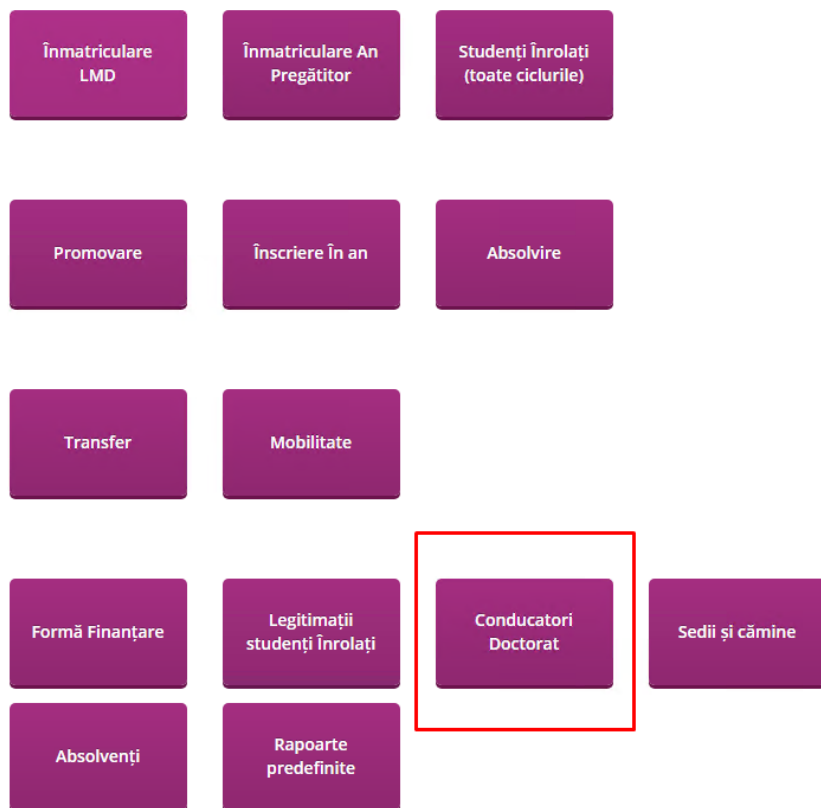 Înmatriculare
LMD
Înmatriculare An
Pregătitor
Studenți Înrolați
(toate ciclurile)
Promovare
Înscriere În an
Absolvire
Transfer
Mobilitate
Formă Finanțare
Legitimații
studenți Înrolați
Conducatori
Doctorat
Sedii și cămine
Absolvenți
Rapoarte
predefinite